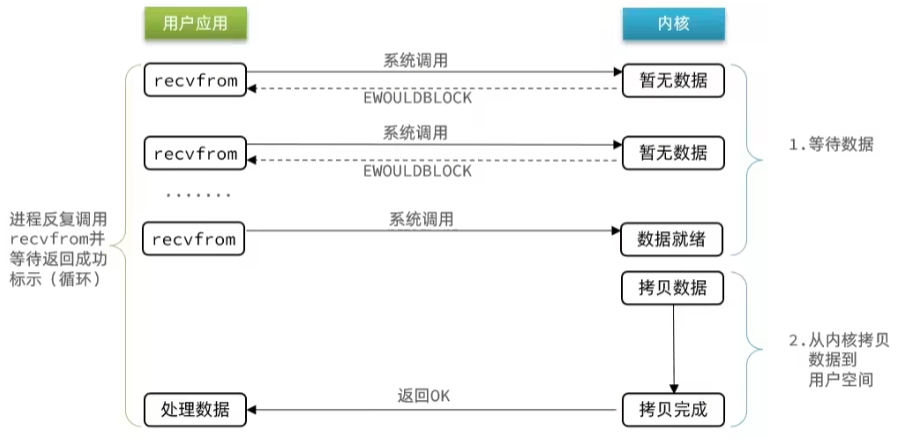 用户应用
内核
系统调用
recvfrom
暂无数据
EWOULDBLOCK
系统调用
recvfrom
暂无数据
EWOULDBLOCK
1.等待数据
·······
系统调用
recvfrom
数据就绪
进程反复调用
recvfrom并
等待返回成功
标示（循环）
拷贝数据
2.从内核拷贝
数据到
用户空间
返回OK
处理数据
拷贝完成